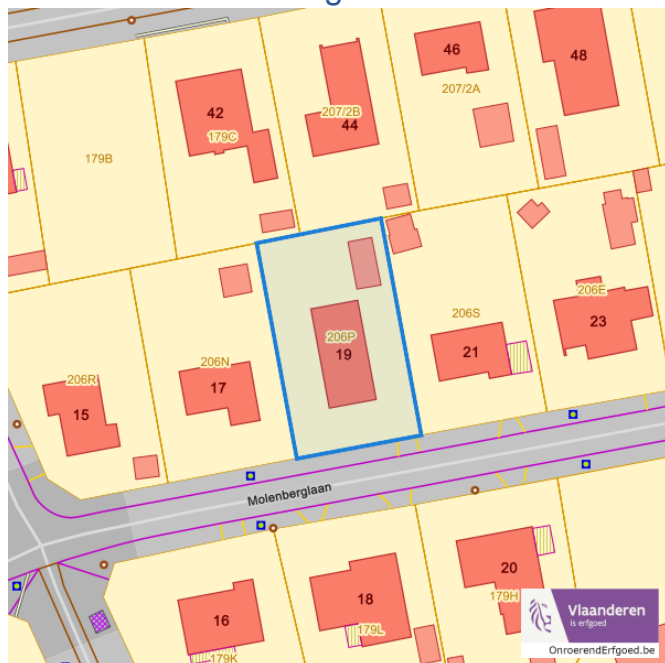 46
48
42
207/2A
207/2B
44
179C
179B
206S
206E
23
206P
19
21
206N
17
206R
15
Molenberglaan
20
18
179H
16
179L
179K
Vlaanderen
is erfgoed
OnroerendErfgoed.be